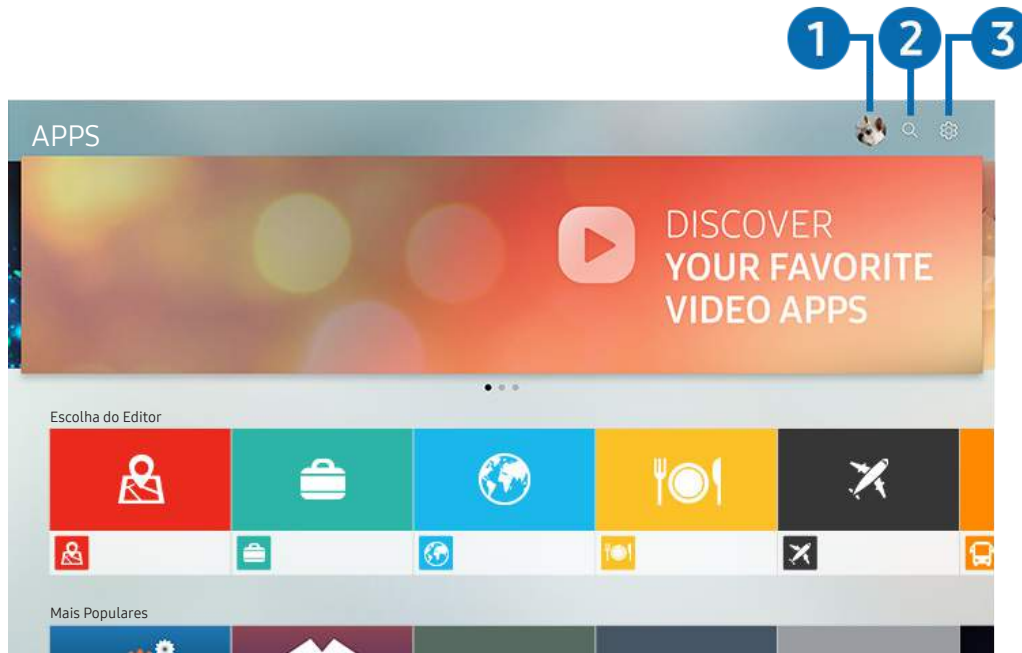 1 2 3
APPS
DISCOVER
YOUR FAVORITE
VIDEO APPS
Escolha do Editor
Mais Populares